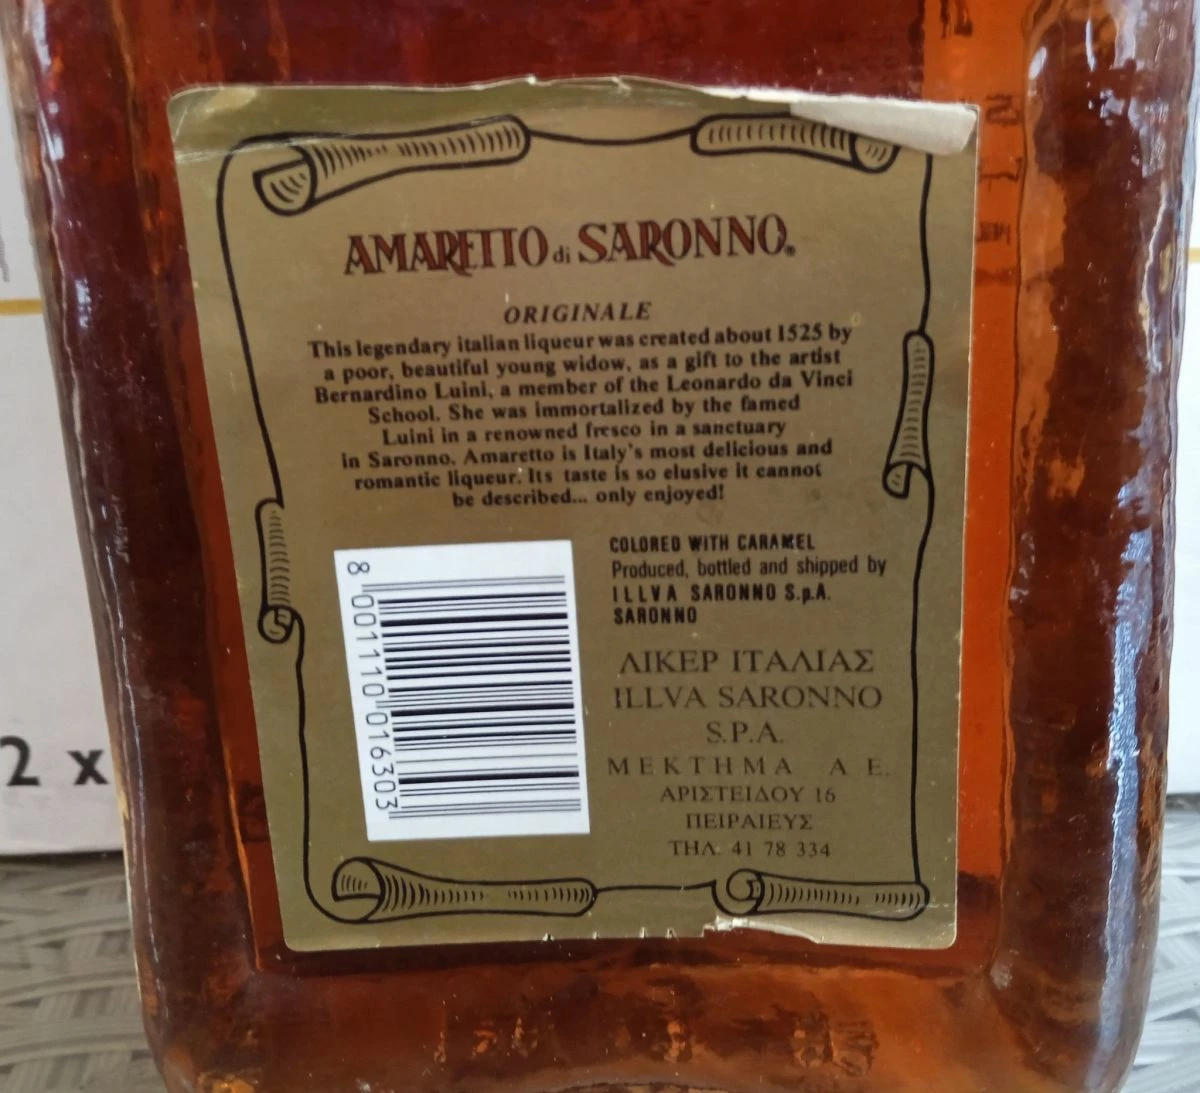 AMARETTO di SARONNO®
ORIGINALE
This legendary italian liqueur was created about 1525 by
a poor, beautiful young widow, as a gift to the artist
Bernardino Luini, a member of the Leonardo da Vinci
School. She was immortalized by the famed
Luini in a renowned fresco in a sanctuary
in Saronno. Amaretto is Italy's most delicious and
romantic liqueur. Its taste is so elusive it cannot
be described... only enjoyed!
COLORED WITH CARAMEL
Produced, bottled and shipped by
ILLVA SARONNO S.p.A.
SARONNO
8 001110 016303
ΛΙΚΕΡ ΙΤΑΛΙΑΣ
ILLVA SARONNO
S.P.A.
ΜΕΚΤΗΜΑ Α Ε.
ΑΡΙΣΤΕΙΔΟΥ 16
ΠΕΙΡΑΙΕΥΣ
ΤΗΛ. 41 78 334
2 x